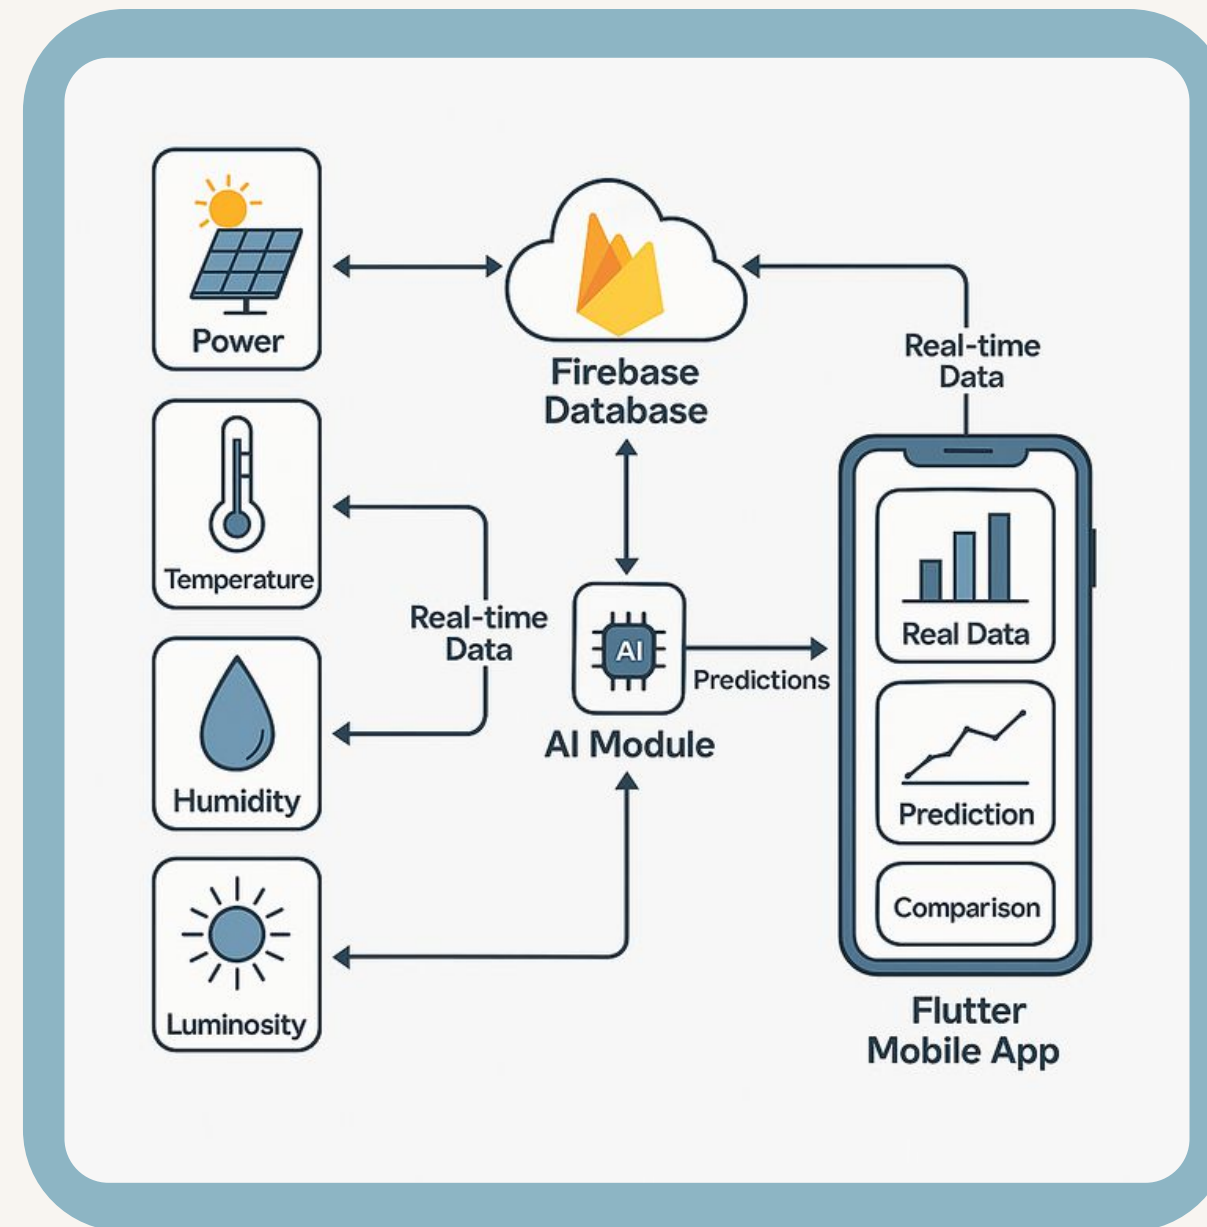 Power
Firebase
Database
Real-time
Data
Temperature
Real-time
Data
Humidity
AI
Predictions
AI Module
Luminosity
Real Data
Prediction
Comparison
Flutter
Mobile App